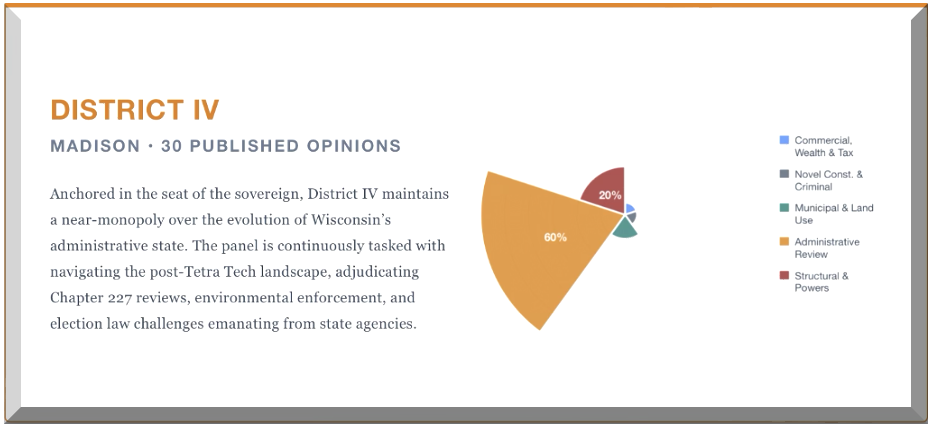 DISTRICT IV
MADISON · 30 PUBLISHED OPINIONS
Anchored in the seat of the sovereign, District IV maintains
a near-monopoly over the evolution of Wisconsin’s
administrative state. The panel is continuously tasked with
navigating the post-Tetra Tech landscape, adjudicating
Chapter 227 reviews, environmental enforcement, and
election law challenges emanating from state agencies.
20%
60%
Commercial,
Wealth & Tax
Novel Const. &
Criminal
Municipal & Land
Use
Administrative
Review
Structural &
Powers